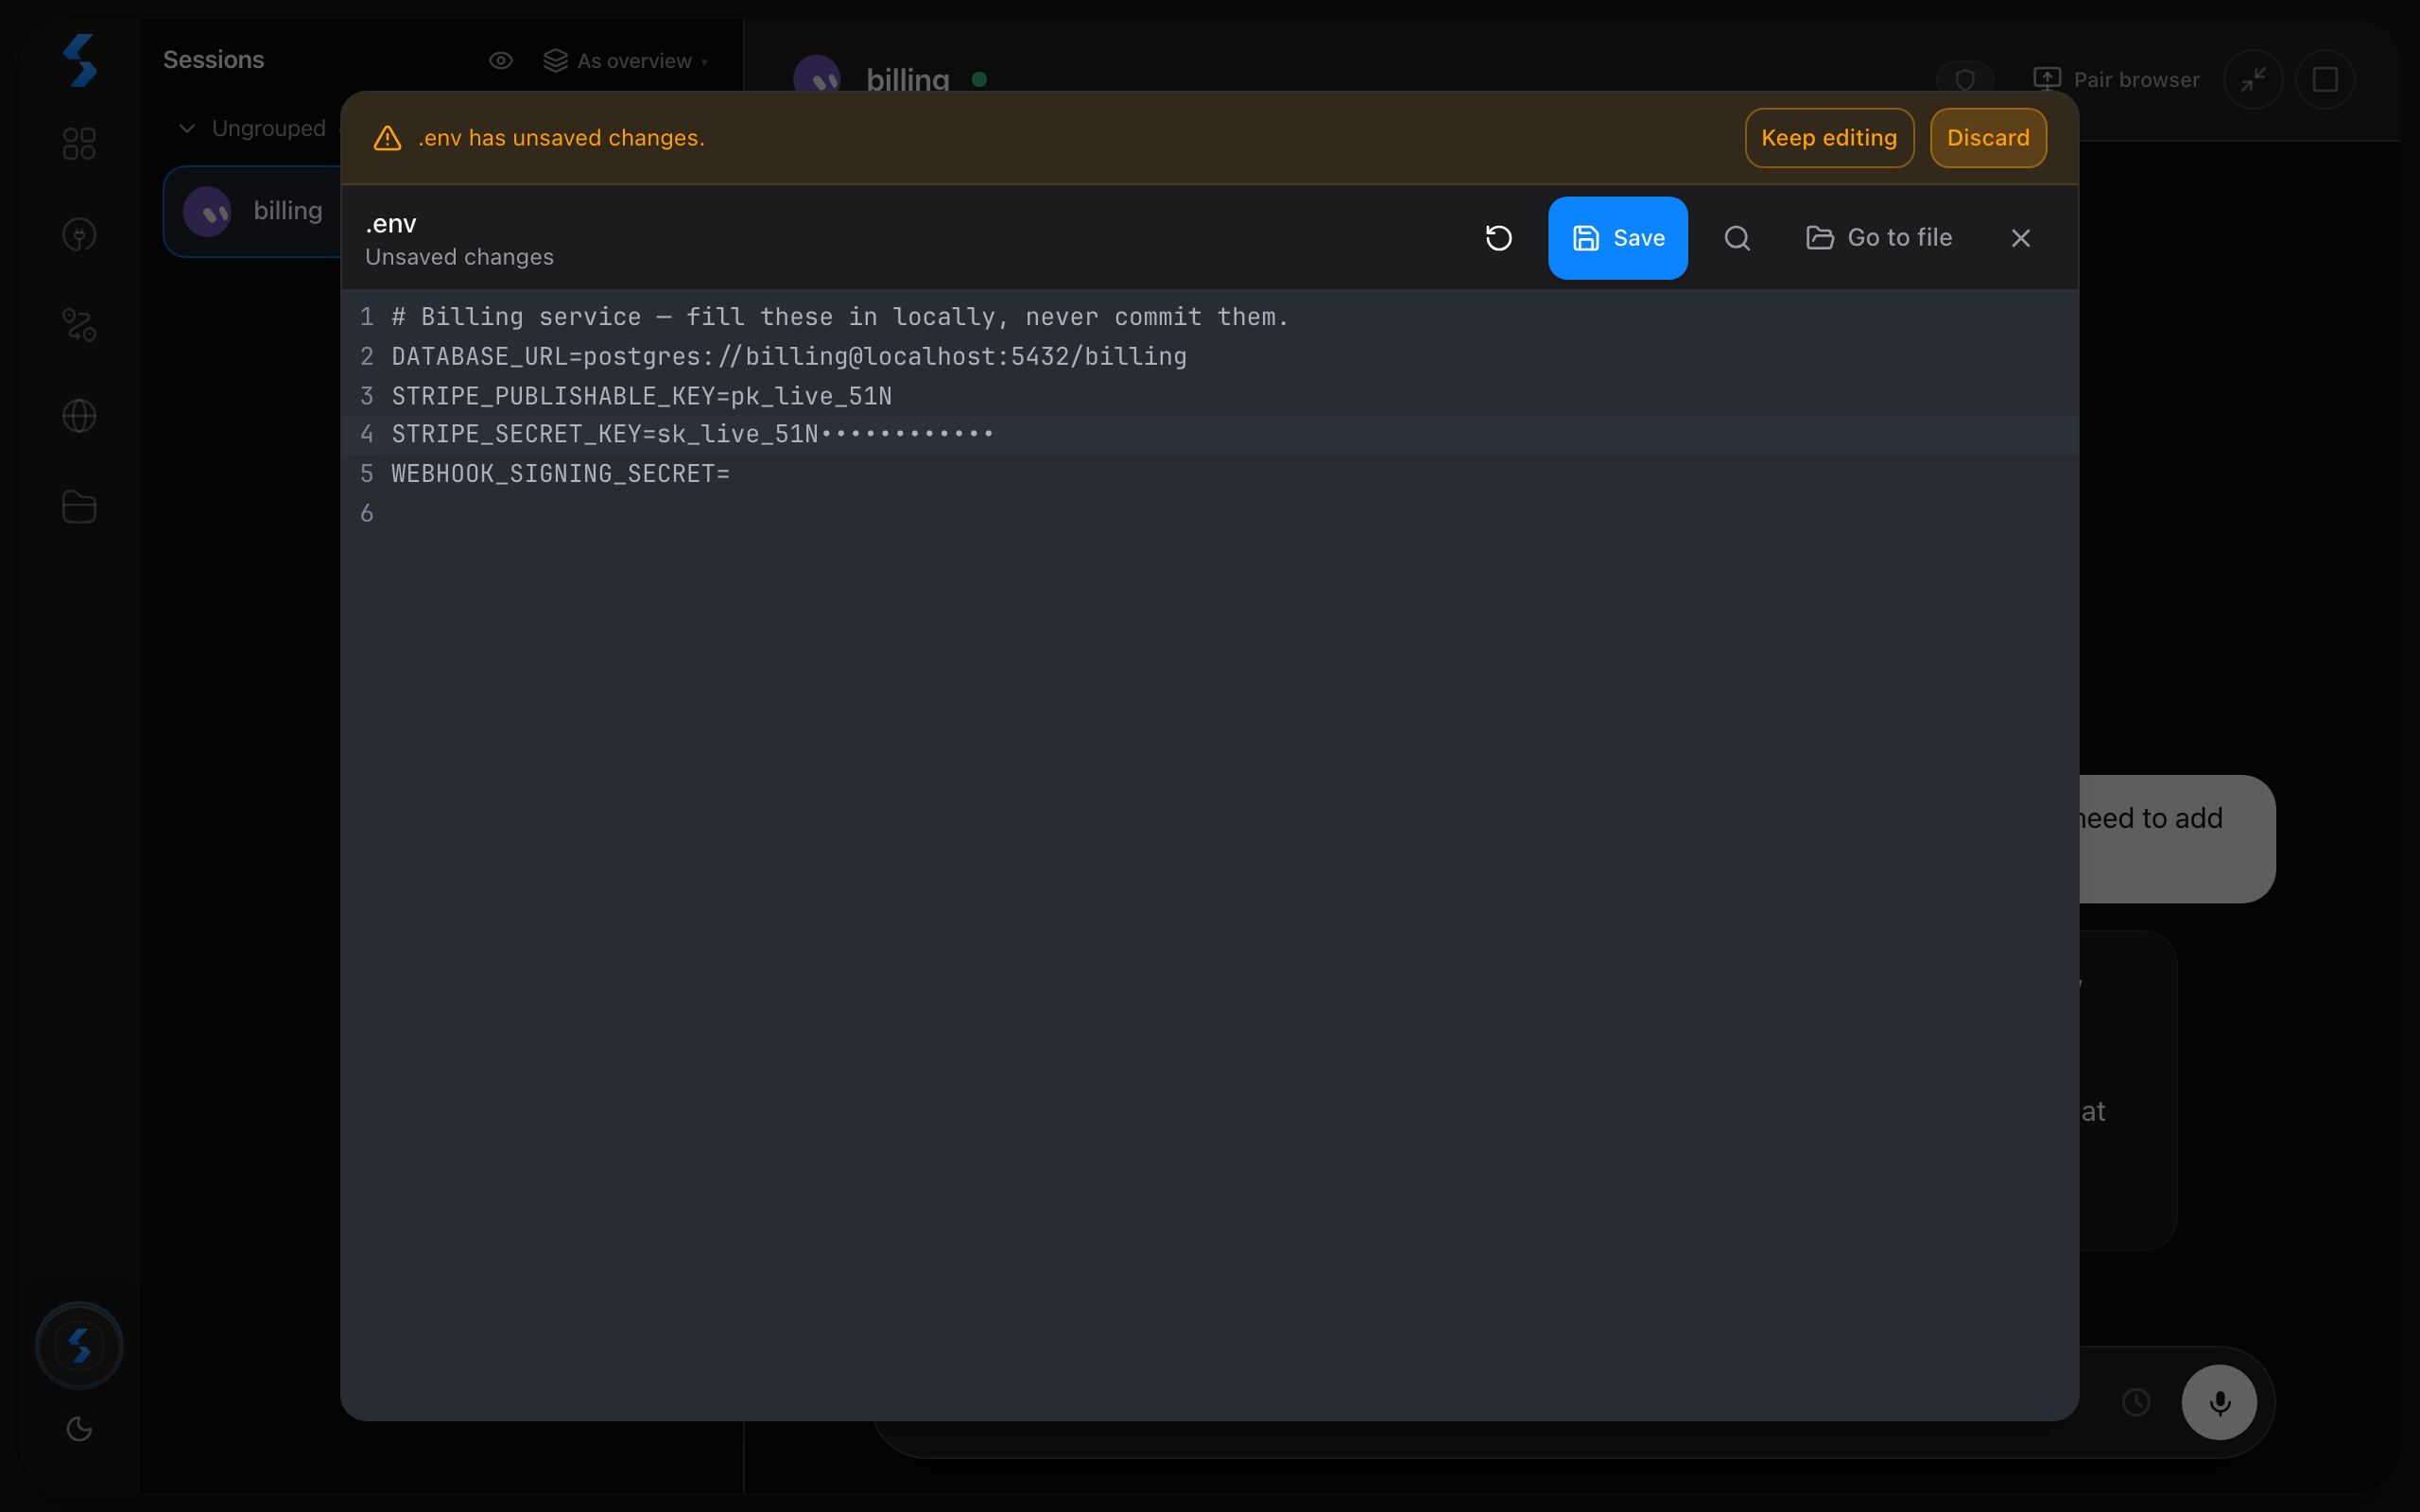 Sessions
As overview
Ungrouped
billing
billing
Pair browser
.env has unsaved changes.
Keep editing
Discard
.env
Unsaved changes
Save
Go to file
1 # Billing service — fill these in locally, never commit them.
2 DATABASE_URL=postgres://billing@localhost:5432/billing
3 STRIPE_PUBLISHABLE_KEY=pk_live_51N
4 STRIPE_SECRET_KEY=sk_live_51N••••••••••••
5 WEBHOOK_SIGNING_SECRET=
6
need to add
at